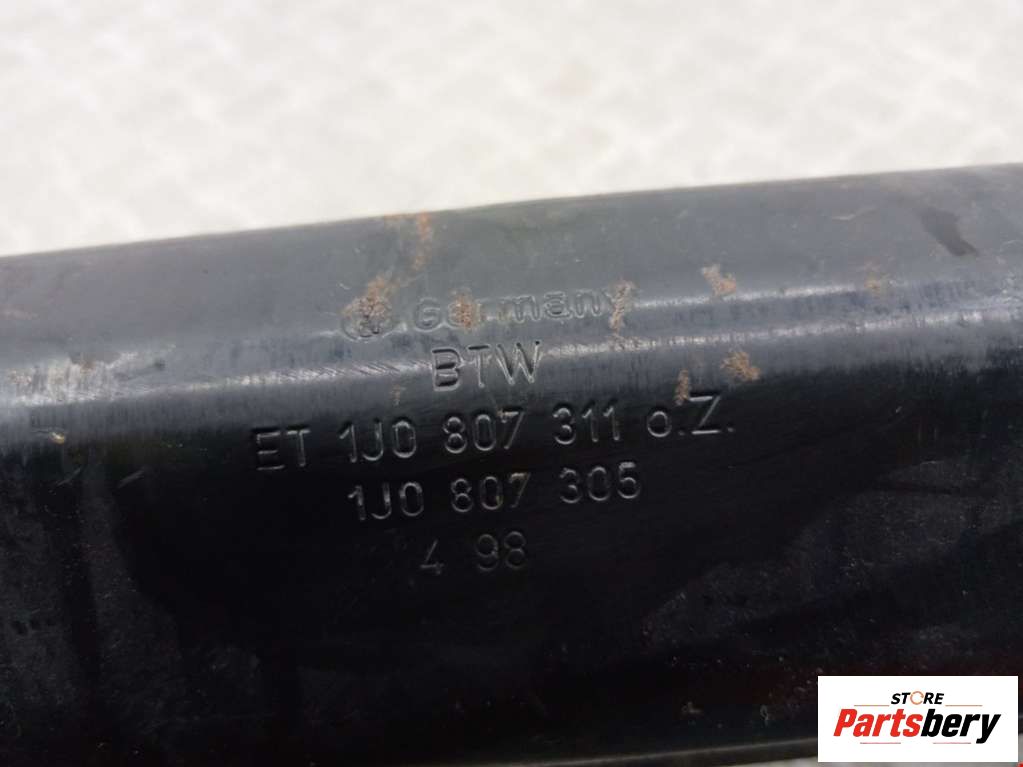 Germany
BTW
ET 1J0 807 311 o.Z.
1J0 807 305
4 98
STORE
Partsbery